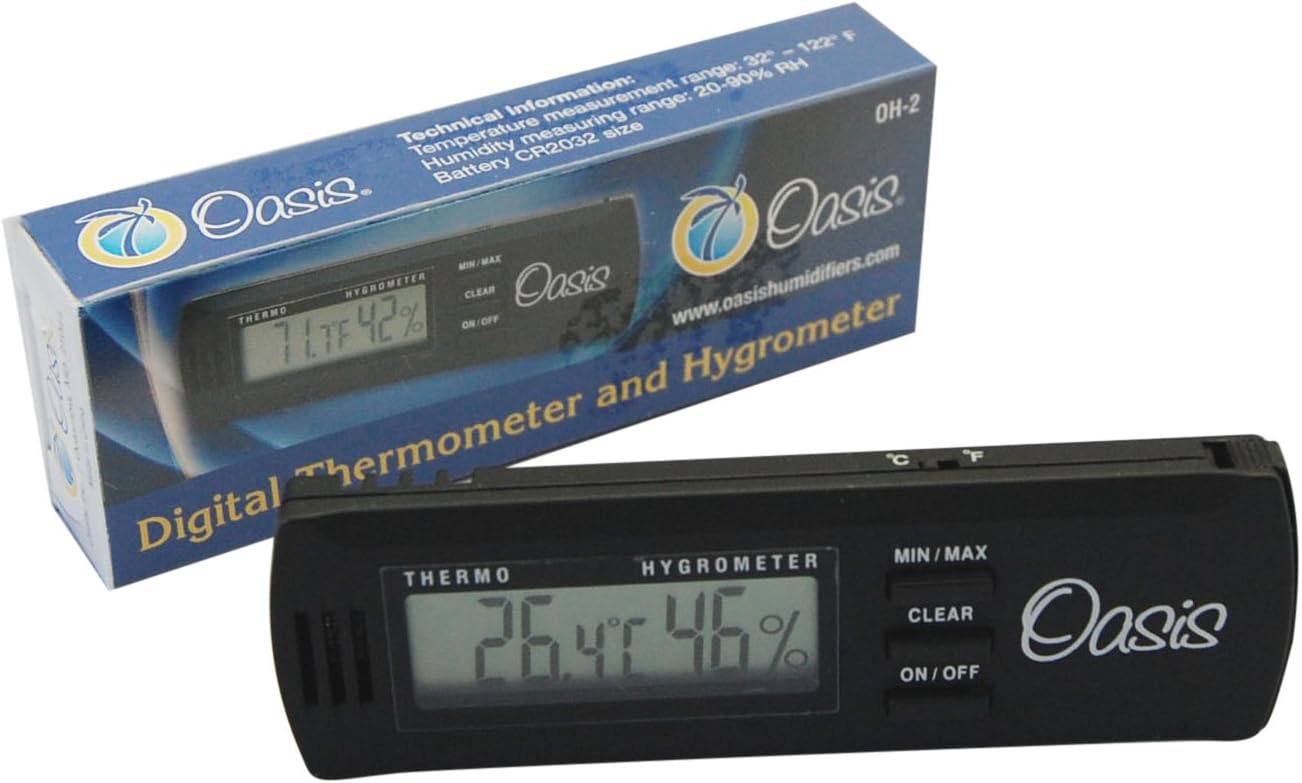 Technical Information:
Temperature measurement range: 32° – 122° F
Humidity measuring range: 20-90% RH
Battery CR2032 size
Oasis®
OH-2
Oasis®
www.oasishumidifiers.com
THERMO HYGROMETER
71.1°F 42%
MIN/MAX
CLEAR
ON/OFF
Oasis
Digital Thermometer and Hygrometer
°C °F
THERMO HYGROMETER
26.4°C 46%
MIN/MAX
CLEAR
ON/OFF
Oasis